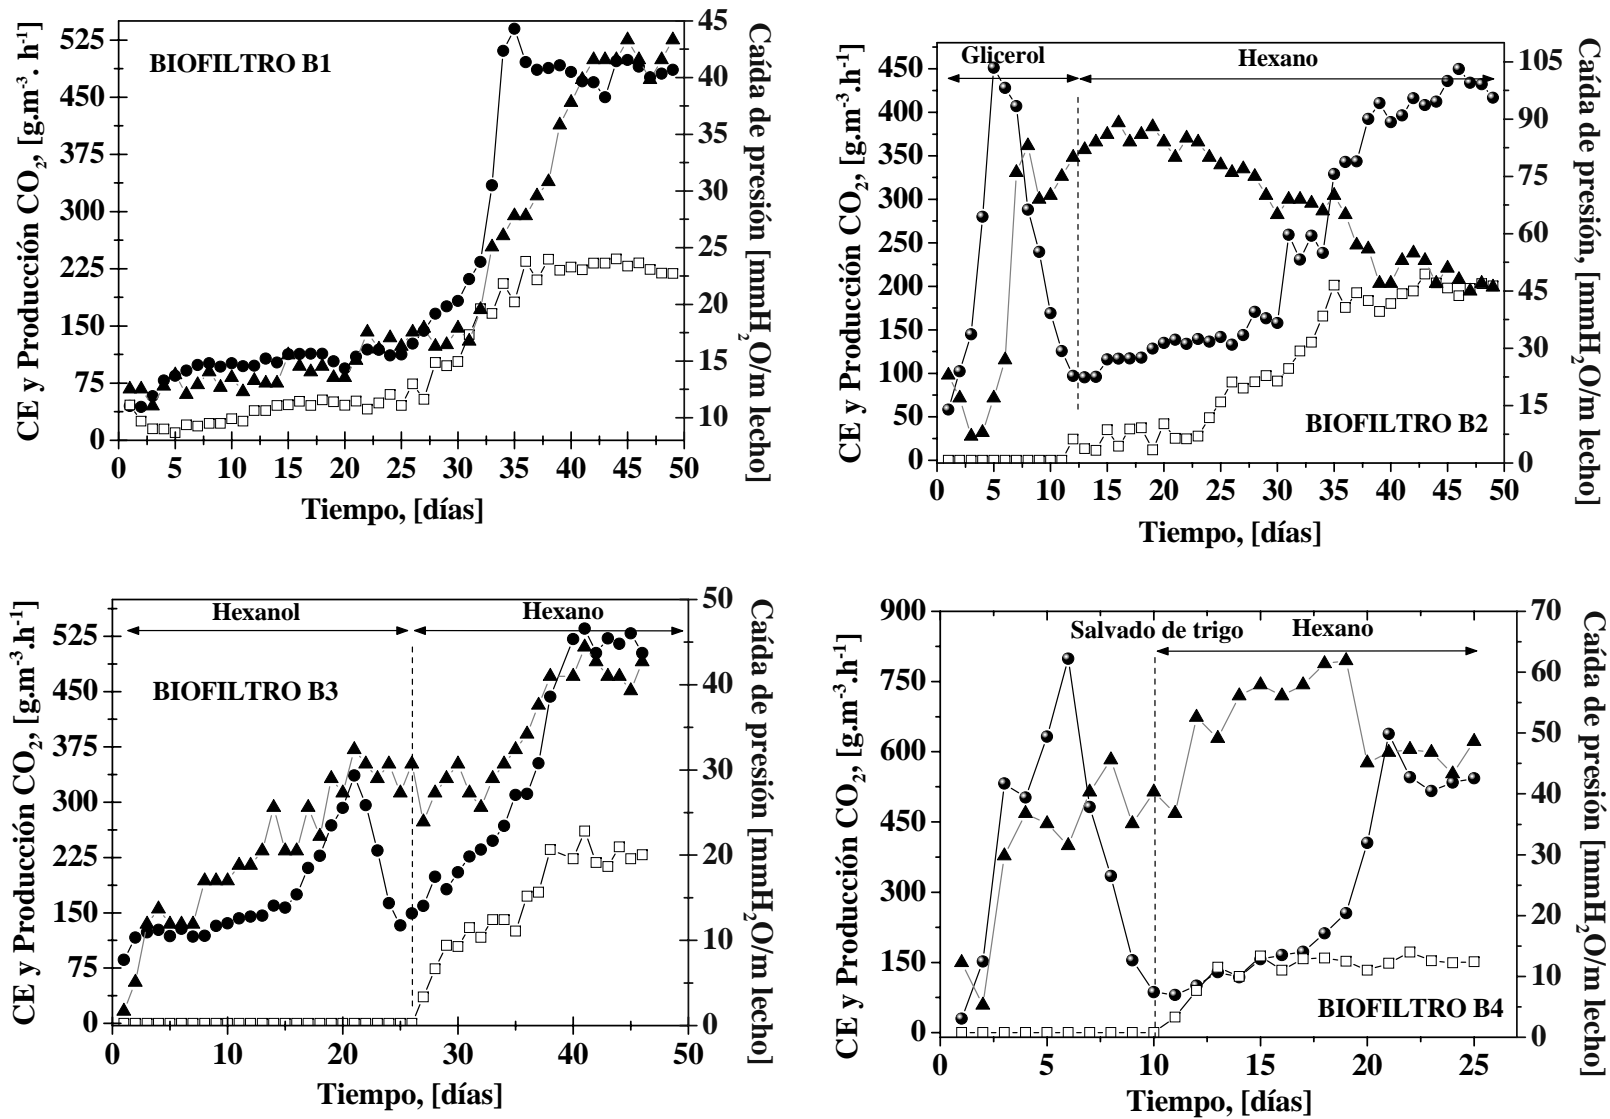 BIOFILTRO B1
CE y Producción CO₂, [g.m⁻³. h⁻¹]
525
450
375
300
225
150
75
0
45
40
35
30
25
20
15
10
Caída de presión [mmH₂O/m lecho]
0 5 10 15 20 25 30 35 40 45 50
Tiempo, [días]
Glicerol Hexano
CE y Producción CO₂, [g.m⁻³.h⁻¹]
450
400
350
300
250
200
150
100
50
0
105
90
75
60
45
30
15
0
Caída de presión, [mmH₂O/m lecho]
BIOFILTRO B2
0 5 10 15 20 25 30 35 40 45 50
Tiempo, [días]
Hexanol Hexano
BIOFILTRO B3
CE y Producción CO₂, [g.m⁻³.h⁻¹]
525
450
375
300
225
150
75
0
50
40
30
20
10
0
Caída de presión [mmH₂O/m lecho]
0 10 20 30 40 50
Tiempo, [días]
Salvado de trigo Hexano
CE y Producción CO₂, [g.m⁻³.h⁻¹]
900
750
600
450
300
150
0
70
60
50
40
30
20
10
0
Caída de presión [mmH₂O/m lecho]
BIOFILTRO B4
0 5 10 15 20 25
Tiempo, [días]